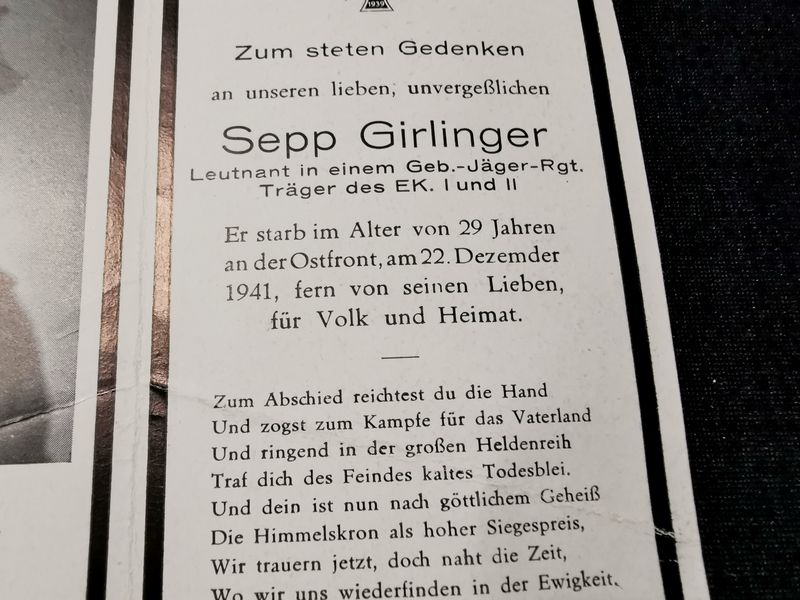 1939
Zum steten Gedenken
an unseren lieben, unvergeßlichen
Sepp Girlinger
Leutnant in einem Geb.-Jäger-Rgt.
Träger des EK. I und II
Er starb im Alter von 29 Jahren
an der Ostfront, am 22. Dezemder
1941, fern von seinen Lieben,
für Volk und Heimat.
Zum Abschied reichtest du die Hand
Und zogst zum Kampfe für das Vaterland
Und ringend in der großen Heldenreih
Traf dich des Feindes kaltes Todesblei.
Und dein ist nun nach göttlichem Geheiß
Die Himmelskron als hoher Siegespreis,
Wir trauern jetzt, doch naht die Zeit,
Wo wir uns wiederfinden in der Ewigkeit.